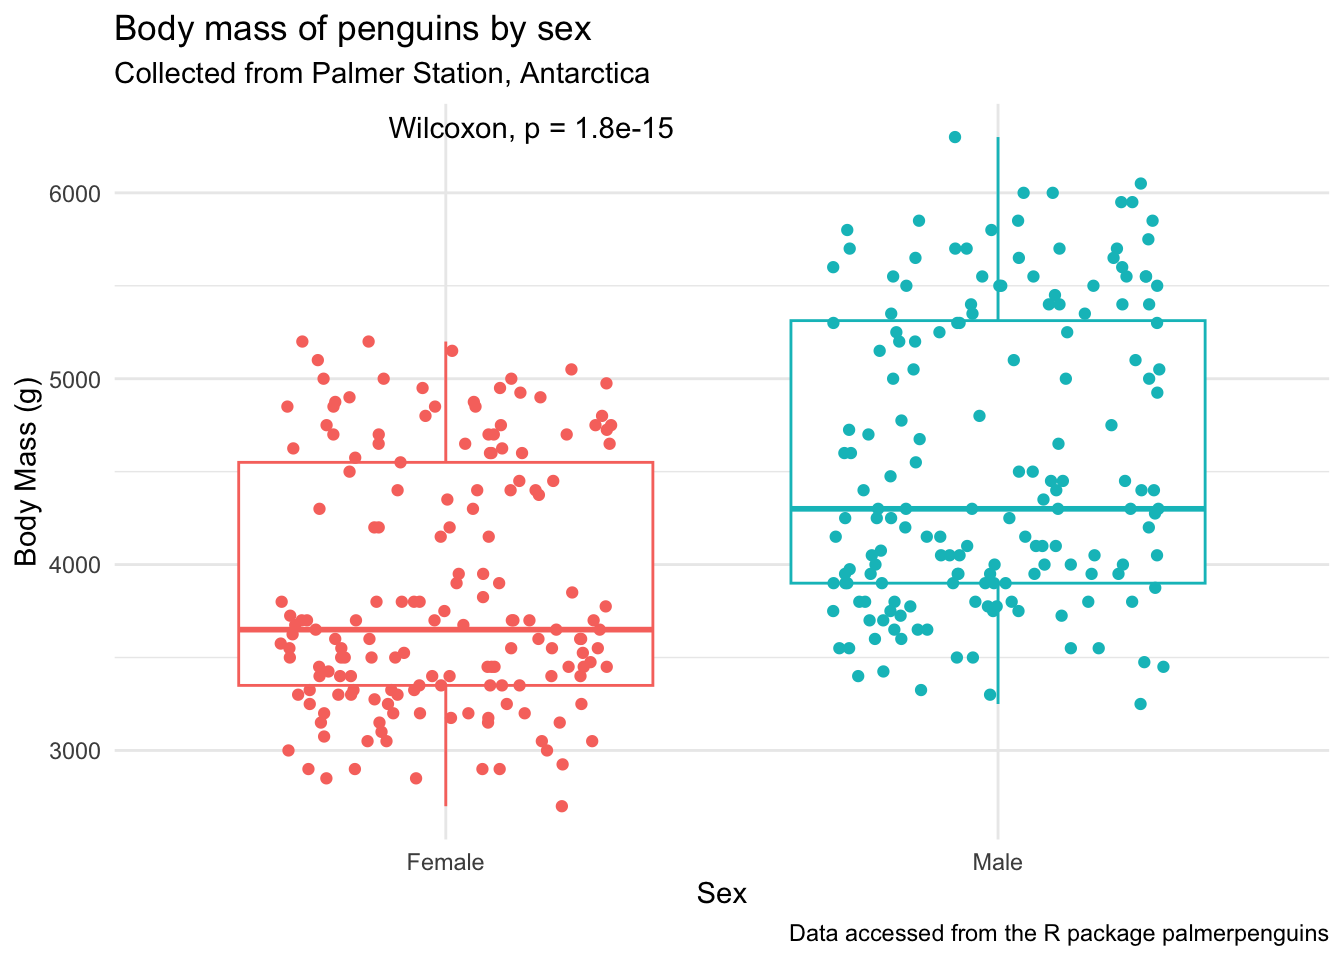 Body mass of penguins by sex
Collected from Palmer Station, Antarctica
Wilcoxon, p = 1.8e-15
6000
5000
4000
3000
Body Mass (g)
Female
Male
Sex
Data accessed from the R package palmerpenguins